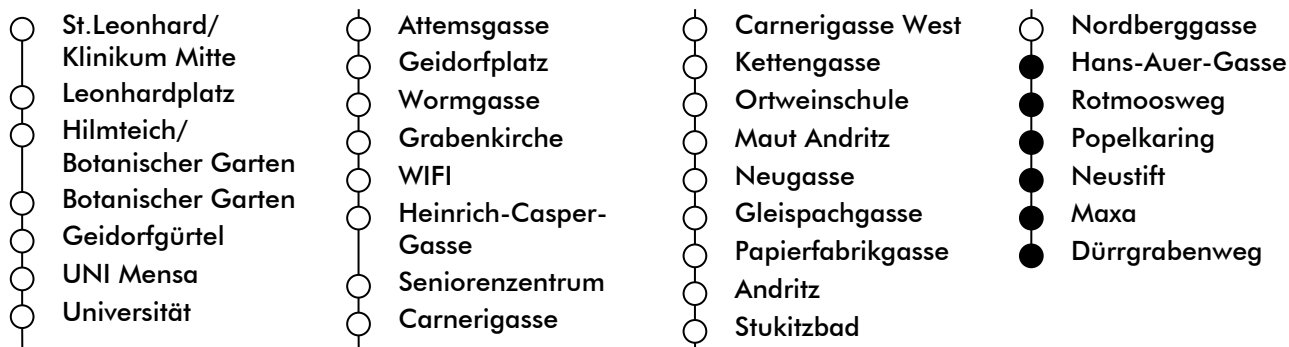 St.Leonhard/
Klinikum Mitte
Leonhardplatz
Hilmteich/
Botanischer Garten
Botanischer Garten
Geidorfgürtel
UNI Mensa
Universität
Attemsgasse
Geidorfplatz
Wormgasse
Grabenkirche
WIFI
Heinrich-Casper-
Gasse
Seniorenzentrum
Carnerigasse
Carnerigasse West
Kettengasse
Ortweinschule
Maut Andritz
Neugasse
Gleispachgasse
Papierfabrikgasse
Andritz
Stukitzbad
Nordberggasse
Hans-Auer-Gasse
Rotmoosweg
Popelkaring
Neustift
Maxa
Dürrgrabenweg